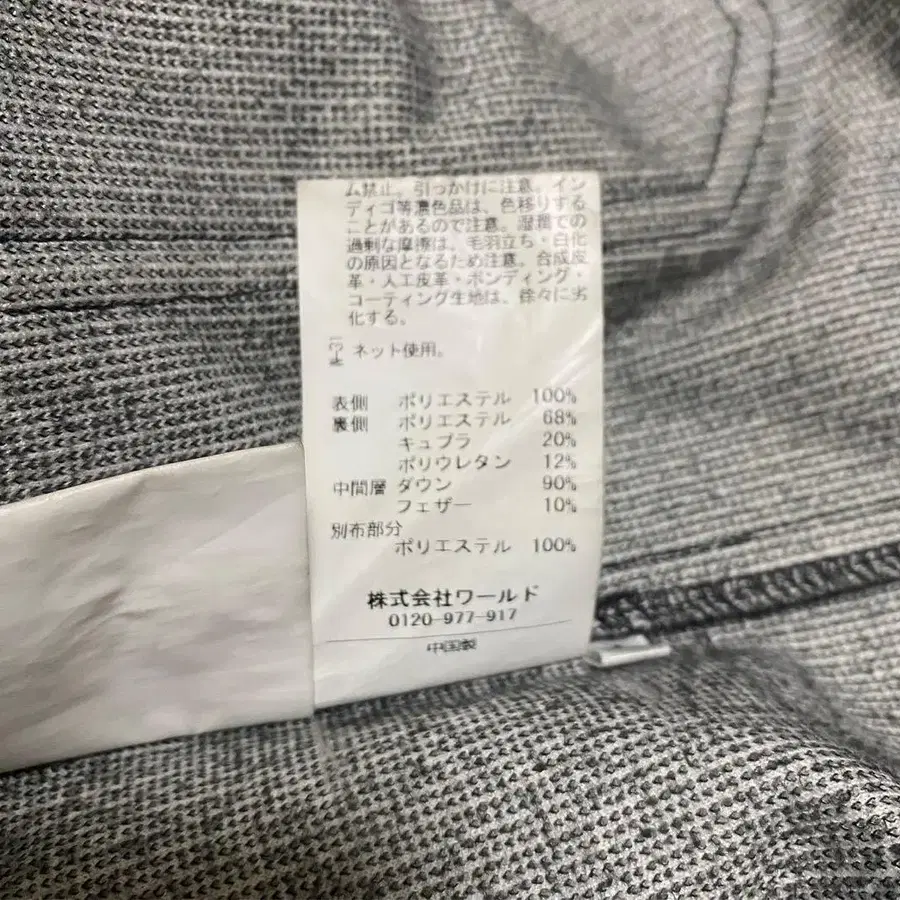 ム禁止。引っかけに注意。イン
ディゴ等濃色品は、色移りする
ことがあるので注意。湿潤での
過剰な摩擦は、毛羽立ち・白化
の原因となるため注意。合成皮
革・人工皮革・ボンディング・
コーティング生地は、徐々に劣
化する。
ネット使用。
表側 ポリエステル 100%
裏側 ポリエステル 68%
キュプラ 20%
ポリウレタン 12%
中間層 ダウン 90%
フェザー 10%
別布部分
ポリエステル 100%
株式会社ワールド
0120-977-917
中国製